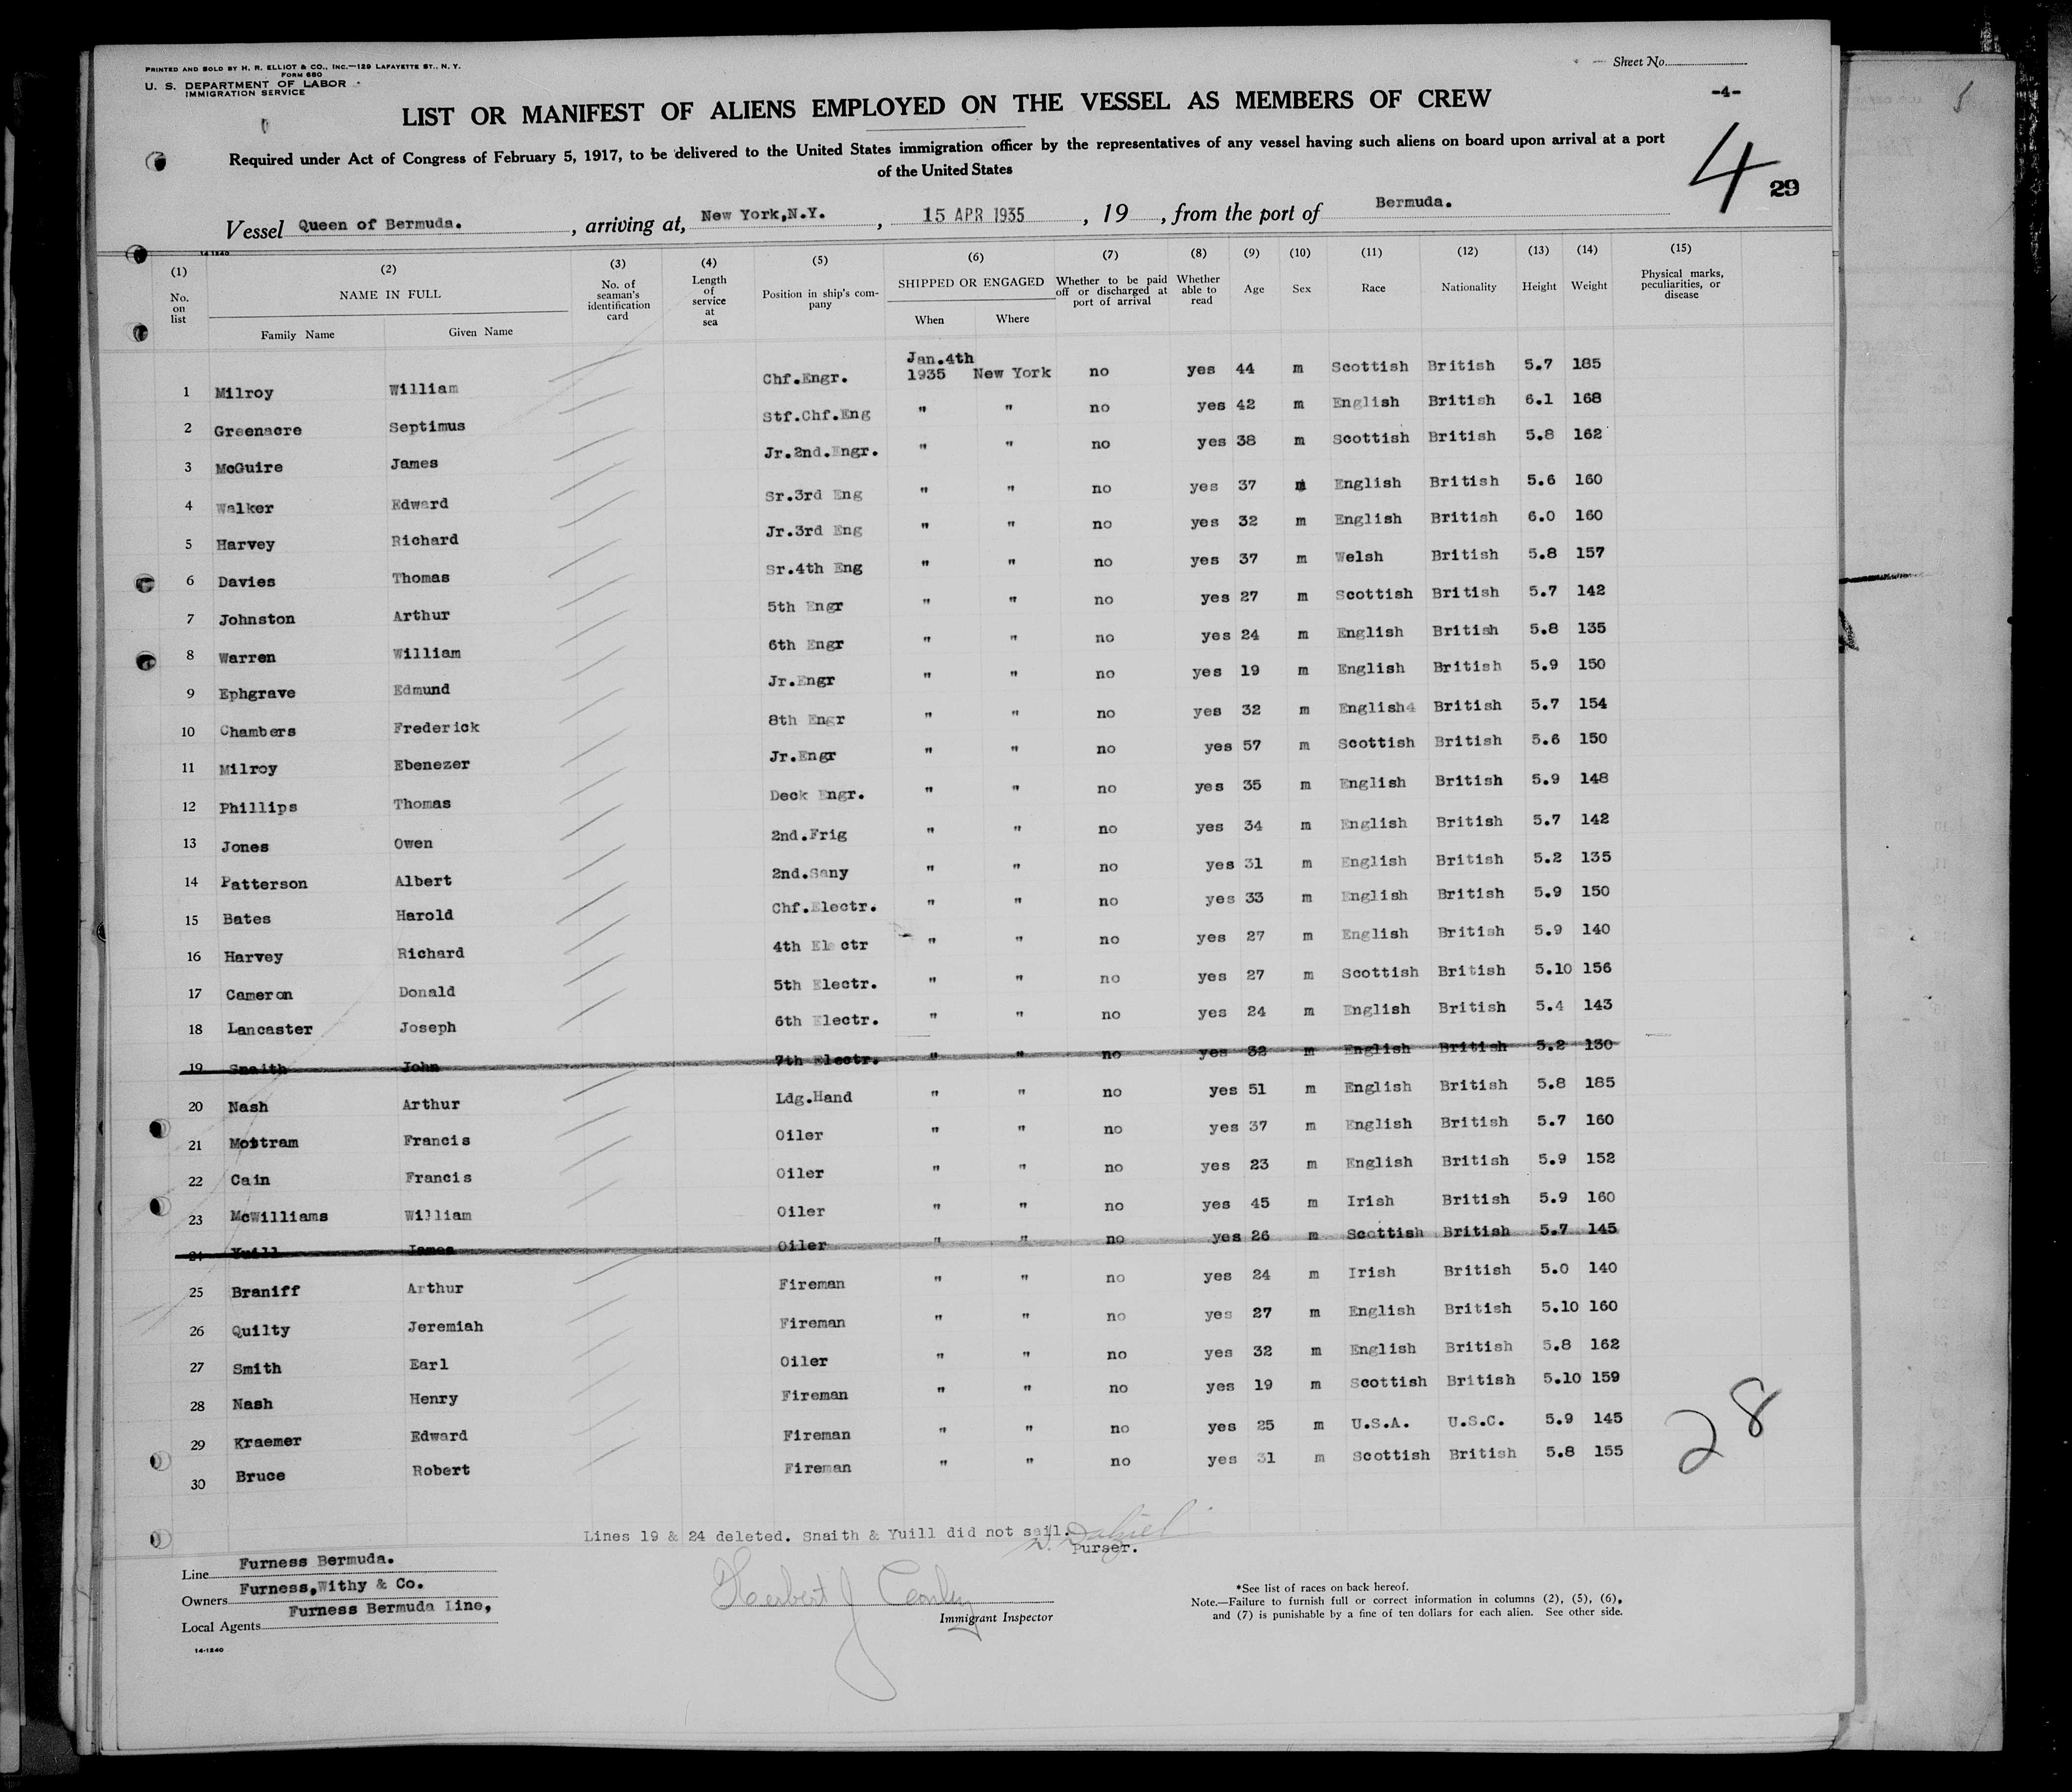 PRINTED AND SOLD BY H. R. ELLIOT & CO., INC.—129 LAFAYETTE ST., N. Y.
FORM 680
U. S. DEPARTMENT OF LABOR
IMMIGRATION SERVICE
Sheet No.
-4-
LIST OR MANIFEST OF ALIENS EMPLOYED ON THE VESSEL AS MEMBERS OF CREW
Required under Act of Congress of February 5, 1917, to be delivered to the United States immigration officer by the representatives of any vessel having such aliens on board upon arrival at a port
of the United States
4 29
Vessel Queen of Bermuda. , arriving at, New York,N.Y. , 15 APR 1935 , 19 , from the port of Bermuda.
14-1240
(1) No. on list (2) NAME IN FULL Family Name Given Name (3) No. of seaman's identification card (4) Length of service at sea (5) Position in ship's company (6) SHIPPED OR ENGAGED When Where (7) Whether to be paid off or discharged at port of arrival (8) Whether able to read (9) Age (10) Sex (11) Race (12) Nationality (13) Height (14) Weight (15) Physical marks, peculiarities, or disease
1 Milroy William Chf.Engr. Jan.4th 1935 New York no yes 44 m Scottish British 5.7 185
2 Greenacre Septimus Stf.Chf.Eng " " no yes 42 m English British 6.1 168
3 McGuire James Jr.2nd.Engr. " " no yes 38 m Scottish British 5.8 162
4 Walker Edward Sr.3rd Eng " " no yes 37 m English British 5.6 160
5 Harvey Richard Jr.3rd Eng " " no yes 32 m English British 6.0 160
6 Davies Thomas Sr.4th Eng " " no yes 37 m Welsh British 5.8 157
7 Johnston Arthur 5th Engr " " no yes 27 m Scottish British 5.7 142
8 Warren William 6th Engr " " no yes 24 m English British 5.8 135
9 Ephgrave Edmund Jr.Engr " " no yes 19 m English British 5.9 150
10 Chambers Frederick 8th Engr " " no yes 32 m English4 British 5.7 154
11 Milroy Ebenezer Jr.Engr " " no yes 57 m Scottish British 5.6 150
12 Phillips Thomas Deck Engr. " " no yes 35 m English British 5.9 148
13 Jones Owen 2nd.Frig " " no yes 34 m English British 5.7 142
14 Patterson Albert 2nd.Sany " " no yes 31 m English British 5.2 135
15 Bates Harold Chf.Electr. " " no yes 33 m English British 5.9 150
16 Harvey Richard 4th Electr " " no yes 27 m English British 5.9 140
17 Cameron Donald 5th Electr. " " no yes 27 m Scottish British 5.10 156
18 Lancaster Joseph 6th Electr. " " no yes 24 m English British 5.4 143
19 Snaith John 7th Electr. " " no yes 32 m English British 5.2 130
20 Nash Arthur Ldg.Hand " " no yes 51 m English British 5.8 185
21 Mottram Francis Oiler " " no yes 37 m English British 5.7 160
22 Cain Francis Oiler " " no yes 23 m English British 5.9 152
23 McWilliams William Oiler " " no yes 45 m Irish British 5.9 160
24 Yuill James Oiler " " no yes 26 m Scottish British 5.7 145
25 Braniff Arthur Fireman " " no yes 24 m Irish British 5.0 140
26 Quilty Jeremiah Fireman " " no yes 27 m English British 5.10 160
27 Smith Earl Oiler " " no yes 32 m English British 5.8 162
28 Nash Henry Fireman " " no yes 19 m Scottish British 5.10 159
29 Kraemer Edward Fireman " " no yes 25 m U.S.A. U.S.C. 5.9 145
30 Bruce Robert Fireman " " no yes 31 m Scottish British 5.8 155
28
Lines 19 & 24 deleted. Snaith & Yuill did not sail.
Purser.
Line Furness Bermuda.
Owners Furness,Withy & Co.
Local Agents Furness Bermuda Line,
14-1240
Herbert J
Immigrant Inspector
*See list of races on back hereof.
Note.—Failure to furnish full or correct information in columns (2), (5), (6),
and (7) is punishable by a fine of ten dollars for each alien. See other side.
5